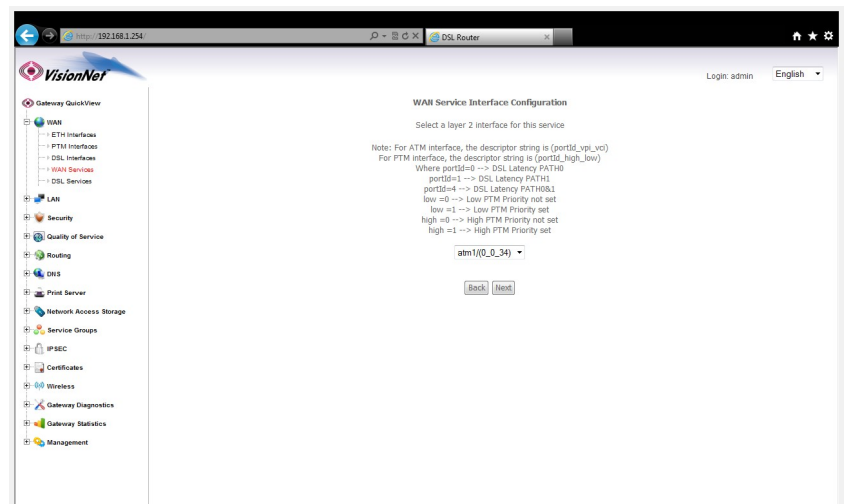 http://192.168.1.254/
DSL Router
VisionNet
Login: admin
English
Gateway QuickView
WAN
ETH Interfaces
PTM Interfaces
DSL Interfaces
WAN Services
DSL Services
LAN
Security
Quality of Service
Routing
DNS
Print Server
Network Access Storage
Service Groups
IPSEC
Certificates
Wireless
Gateway Diagnostics
Gateway Statistics
Management
WAN Service Interface Configuration
Select a layer 2 interface for this service
Note: For ATM interface, the descriptor string is (portId_vpi_vci)
For PTM interface, the descriptor string is (portId_high_low)
Where portId=0 --> DSL Latency PATH0
portId=1 --> DSL Latency PATH1
portId=4 --> DSL Latency PATH0&1
low =0 --> Low PTM Priority not set
low =1 --> Low PTM Priority set
high =0 --> High PTM Priority not set
high =1 --> High PTM Priority set
atm1/(0_0_34)
Back Next